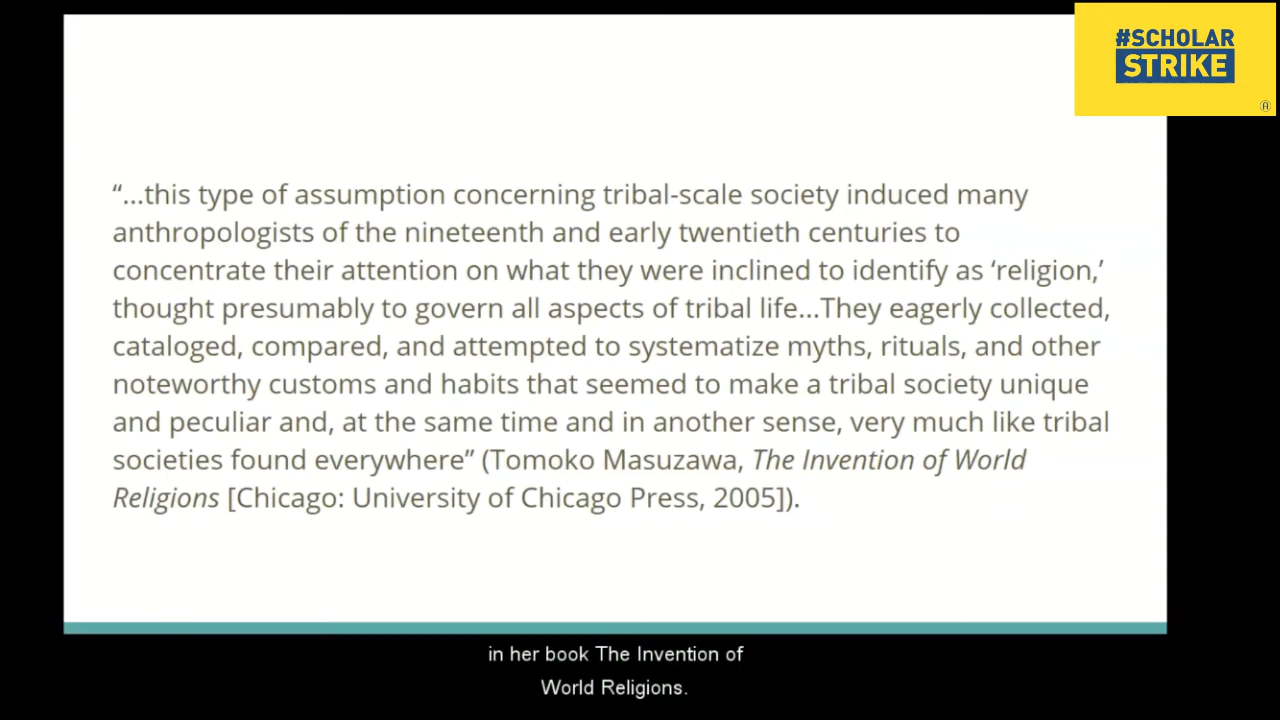 #SCHOLAR
STRIKE
Ⓐ
“...this type of assumption concerning tribal-scale society induced many
anthropologists of the nineteenth and early twentieth centuries to
concentrate their attention on what they were inclined to identify as ‘religion,’
thought presumably to govern all aspects of tribal life...They eagerly collected,
cataloged, compared, and attempted to systematize myths, rituals, and other
noteworthy customs and habits that seemed to make a tribal society unique
and peculiar and, at the same time and in another sense, very much like tribal
societies found everywhere” (Tomoko Masuzawa, The Invention of World
Religions [Chicago: University of Chicago Press, 2005]).
in her book The Invention of
World Religions.